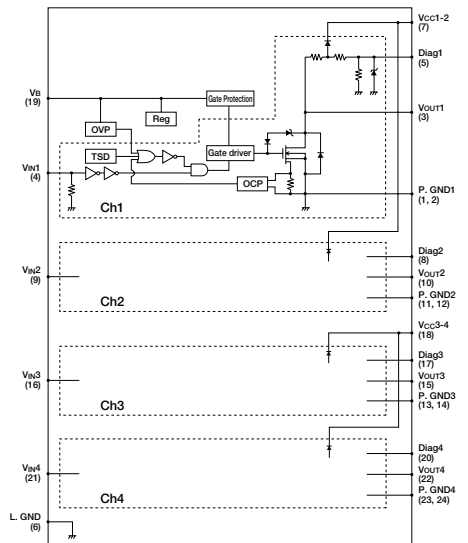 VCC1-2
(7)
Diag1
(5)
VB
(19)
Gate Protection
Reg
OVP
VOUT1
(3)
TSD
Gate driver
VIN1
(4)
OCP
P. GND1
(1, 2)
Ch1
Diag2
(8)
VIN2
(9)
VOUT2
(10)
P. GND2
(11, 12)
Ch2
VCC3-4
(18)
Diag3
(17)
VIN3
(16)
VOUT3
(15)
P. GND3
(13, 14)
Ch3
Diag4
(20)
VIN4
(21)
VOUT4
(22)
P. GND4
(23, 24)
Ch4
L. GND
(6)